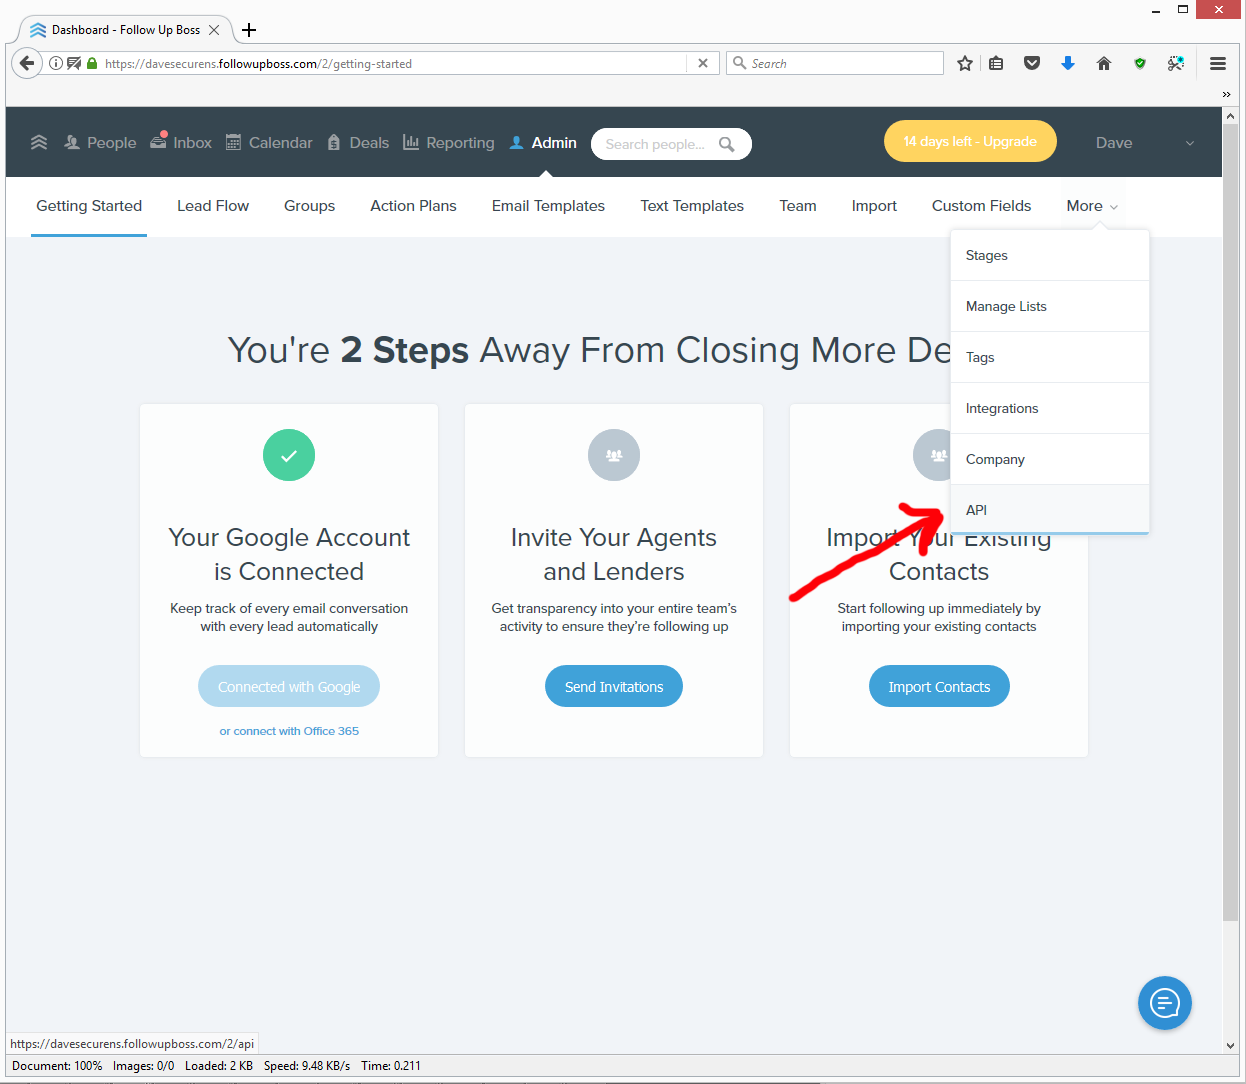 Dashboard - Follow Up Boss
https://davesecurens.followupboss.com/2/getting-started
Search
People Inbox Calendar Deals Reporting Admin Search people... 14 days left - Upgrade Dave
Getting Started Lead Flow Groups Action Plans Email Templates Text Templates Team Import Custom Fields More
Stages
Manage Lists
Tags
Integrations
Company
API
You're 2 Steps Away From Closing More De
Your Google Account
is Connected
Keep track of every email conversation
with every lead automatically
Connected with Google
or connect with Office 365
Invite Your Agents
and Lenders
Get transparency into your entire team's
activity to ensure they're following up
Send Invitations
Import Your Existing
Contacts
Start following up immediately by
importing your existing contacts
Import Contacts
https://davesecurens.followupboss.com/2/api
Document: 100% Images: 0/0 Loaded: 2 KB Speed: 9.48 KB/s Time: 0.211